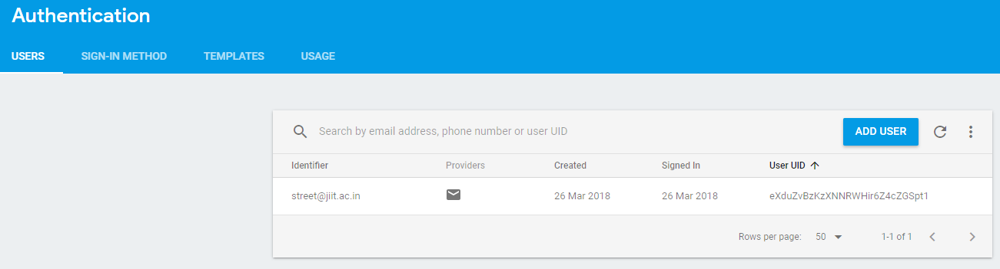 Authentication
USERS SIGN-IN METHOD TEMPLATES USAGE
Search by email address, phone number or user UID ADD USER
Identifier Providers Created Signed In User UID
street@jiit.ac.in 26 Mar 2018 26 Mar 2018 eXduZvBzKzXNNRWHir6Z4cZGSpt1
Rows per page: 50 1-1 of 1